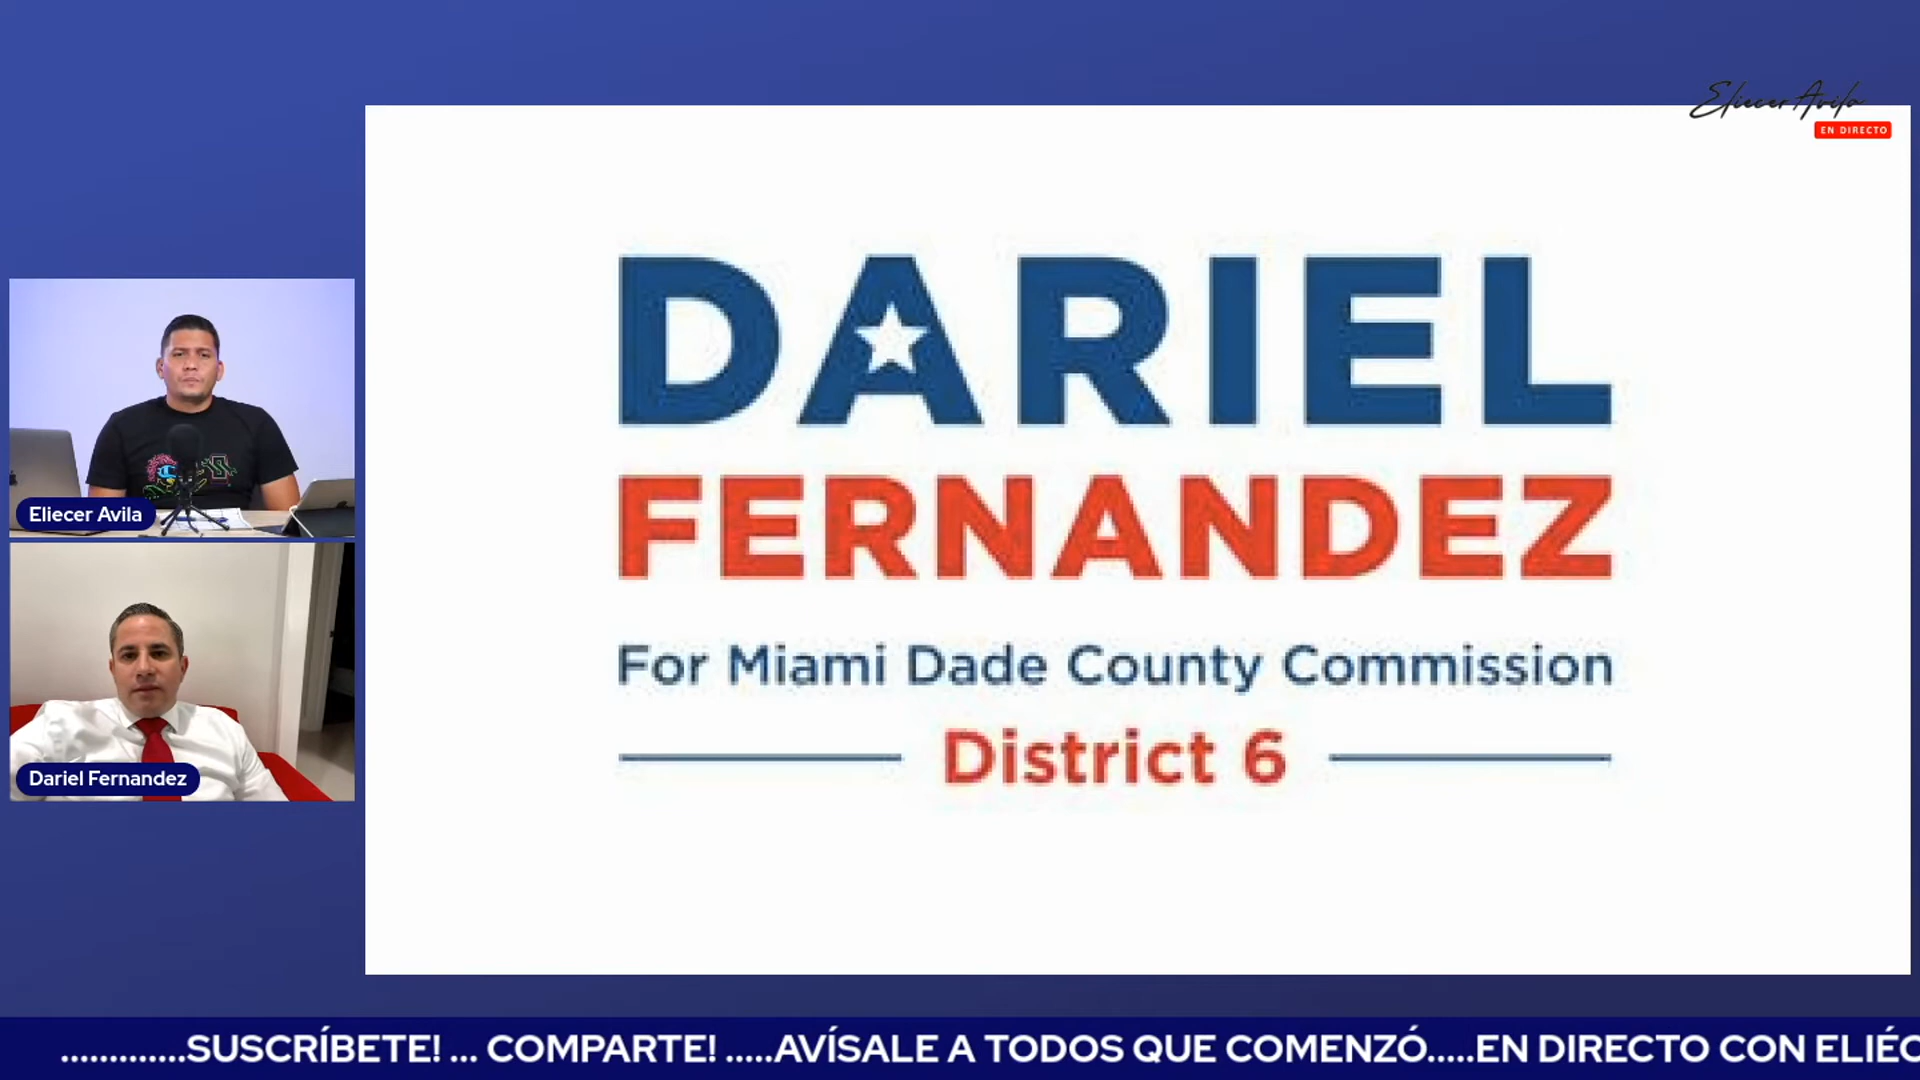 Eliecer Avila
EN DIRECTO
DARIEL
FERNANDEZ
For Miami Dade County Commission
District 6
Eliecer Avila
Dariel Fernandez
.............SUSCRÍBETE! ... COMPARTE! .....AVÍSALE A TODOS QUE COMENZÓ.....EN DIRECTO CON ELIÉC